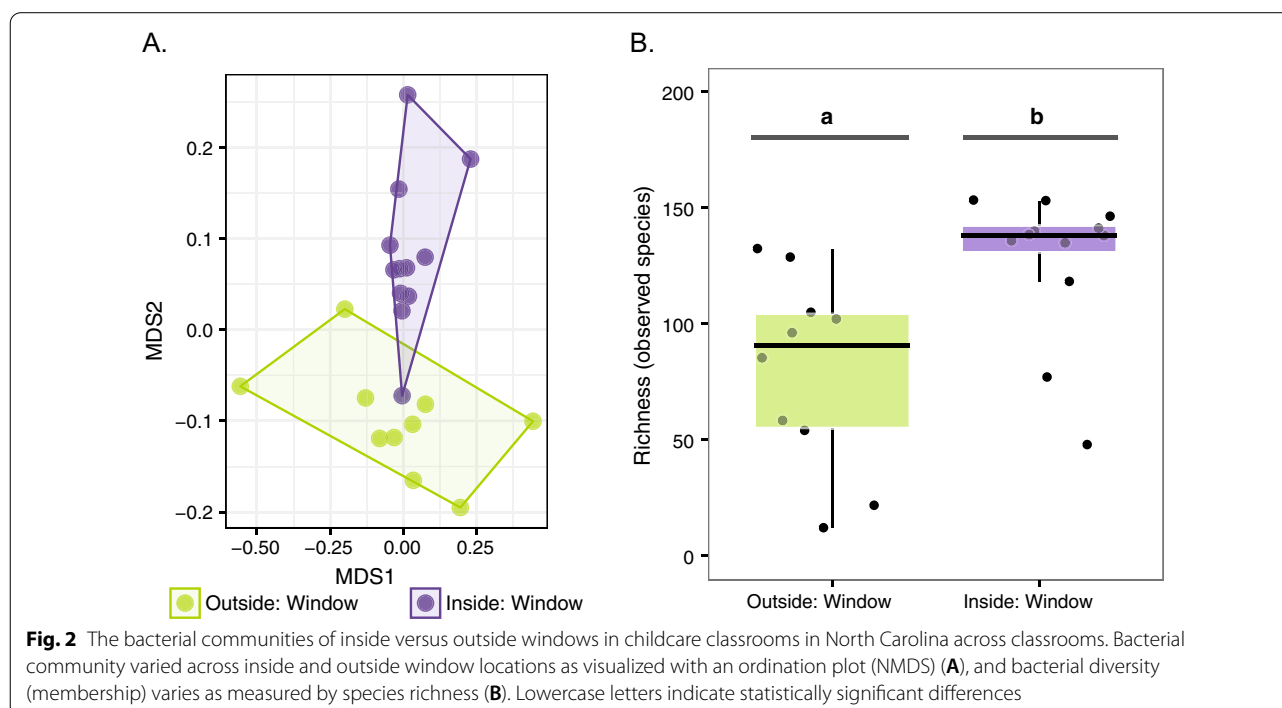 A.
B.
MDS2
0.2
0.1
0.0
−0.1
−0.2
−0.50
−0.25
0.00
0.25
MDS1
Outside: Window
Inside: Window
Richness (observed species)
200
150
100
50
0
a
b
Outside: Window
Inside: Window
Fig. 2 The bacterial communities of inside versus outside windows in childcare classrooms in North Carolina across classrooms. Bacterial
community varied across inside and outside window locations as visualized with an ordination plot (NMDS) (A), and bacterial diversity
(membership) varies as measured by species richness (B). Lowercase letters indicate statistically significant differences